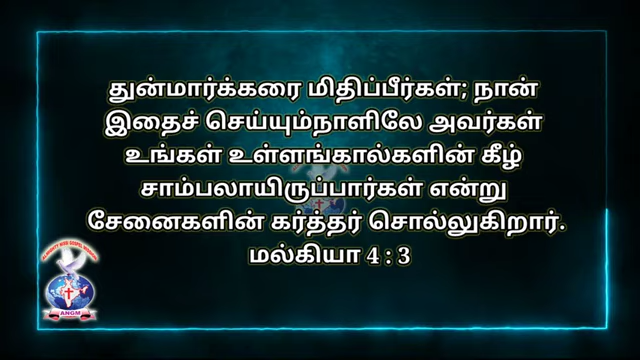 துன்மார்க்கரை மிதிப்பீர்கள்; நான்
இதைச் செய்யும்நாளிலே அவர்கள்
உங்கள் உள்ளங்கால்களின் கீழ்
சாம்பலாயிருப்பார்கள் என்று
சேனைகளின் கர்த்தர் சொல்லுகிறார்.
மல்கியா 4 : 3
ANGM